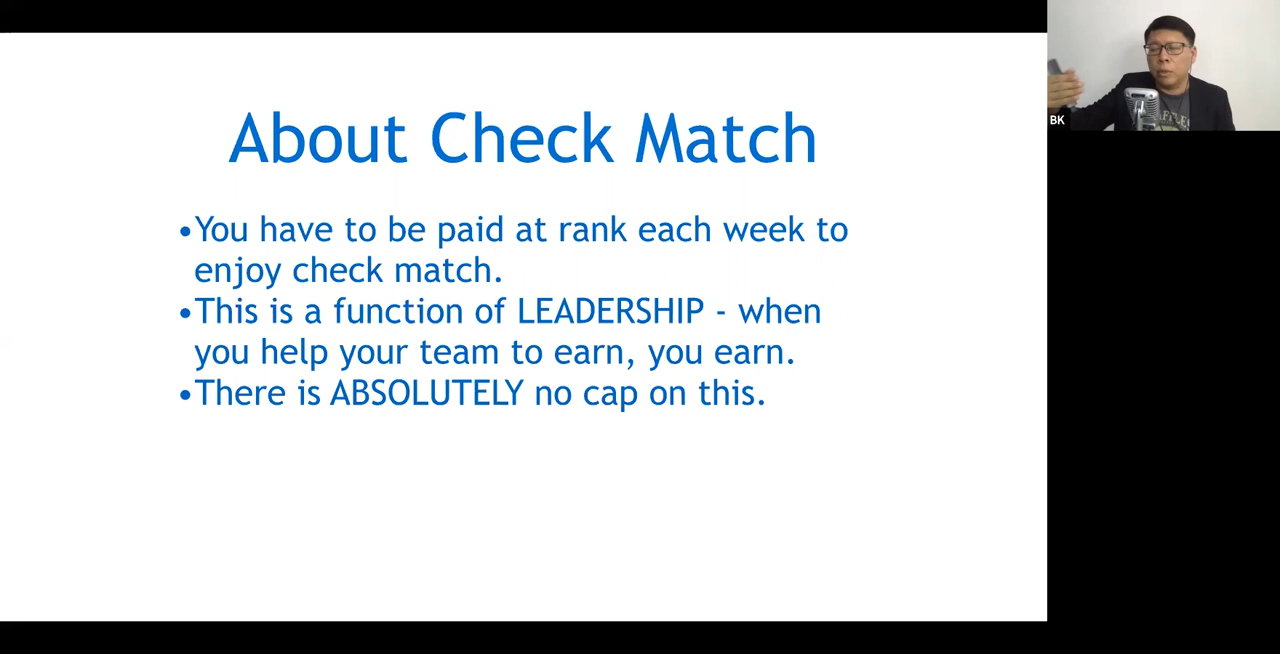 About Check Match
•You have to be paid at rank each week to
enjoy check match.
•This is a function of LEADERSHIP - when
you help your team to earn, you earn.
•There is ABSOLUTELY no cap on this.
BK